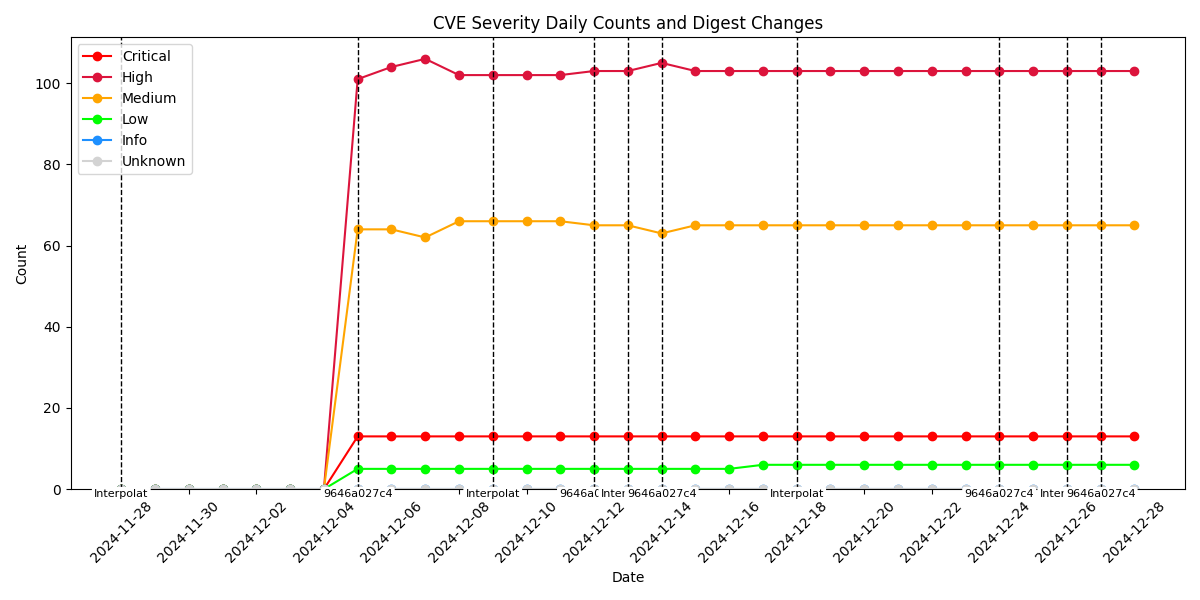 CVE Severity Daily Counts and Digest Changes
Critical
High
Medium
Low
Info
Unknown
Count
100
80
60
40
20
0
Interpolat
9646a027c4
Interpolat
9646a0
Inter
9646a027c4
Interpolat
9646a027c4
Inter
9646a027c4
2024-11-28
2024-11-30
2024-12-02
2024-12-04
2024-12-06
2024-12-08
2024-12-10
2024-12-12
2024-12-14
2024-12-16
2024-12-18
2024-12-20
2024-12-22
2024-12-24
2024-12-26
2024-12-28
Date